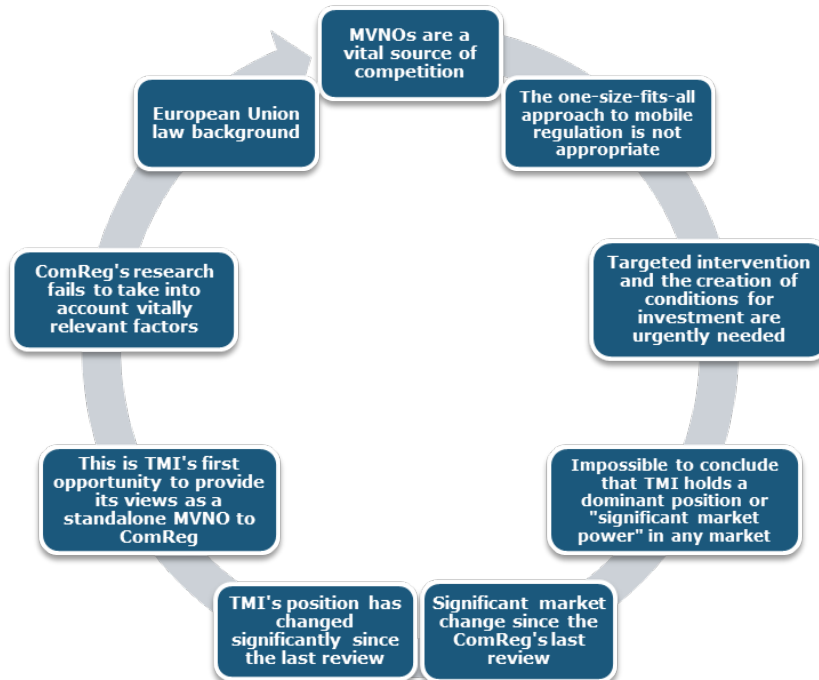 MVNOs are a
vital source of
competition
The one-size-fits-all
approach to mobile
regulation is not
appropriate
Targeted intervention
and the creation of
conditions for
investment are
urgently needed
Impossible to conclude
that TMI holds a
dominant position or
"significant market
power" in any market
Significant market
change since the
ComReg's last
review
TMI's position has
changed
significantly since
the last review
This is TMI's first
opportunity to provide
its views as a
standalone MVNO to
ComReg
ComReg's research
fails to take into
account vitally
relevant factors
European Union
law background